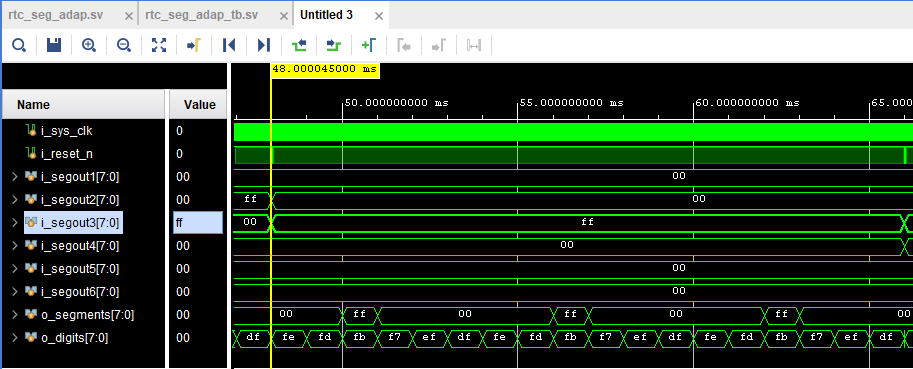 rtc_seg_adap.sv × rtc_seg_adap_tb.sv × Untitled 3 ×
48.000045000 ms
Name Value
50.000000000 ms 55.000000000 ms 60.000000000 ms 65.000
i_sys_clk 0
i_reset_n 0
i_segout1[7:0] 00 00
i_segout2[7:0] 00 ff 00
i_segout3[7:0] ff 00 ff
i_segout4[7:0] 00 00
i_segout5[7:0] 00 00
i_segout6[7:0] 00 00
o_segments[7:0] 00 00 ff 00 ff 00 ff 00
o_digits[7:0] 00 df fe fd fb f7 ef df fe fd fb f7 ef df fe fd fb f7 ef df